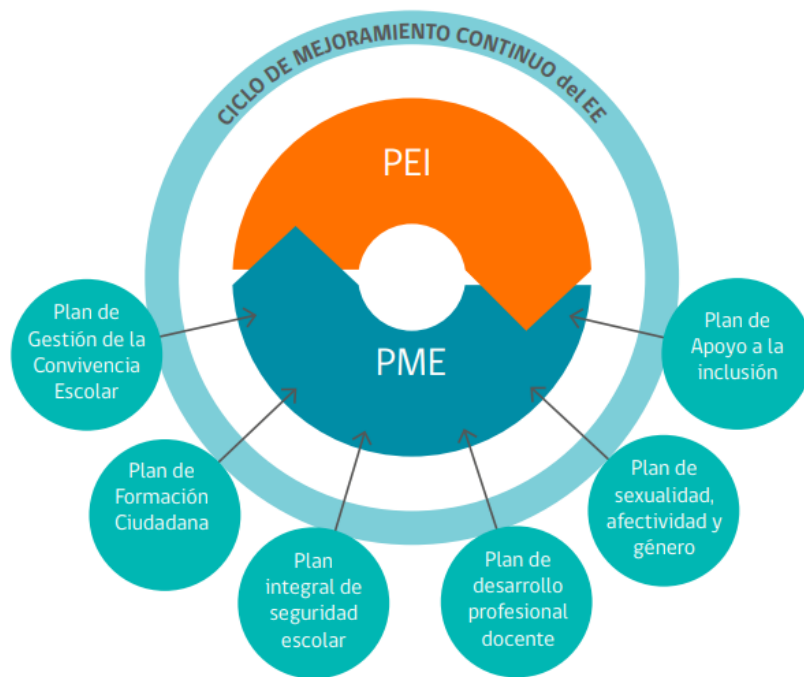 CICLO DE MEJORAMIENTO CONTINUO del EE
PEI
PME
Plan de
Gestión de la
Convivencia
Escolar
Plan de
Formación
Ciudadana
Plan
integral de
seguridad
escolar
Plan de
desarrollo
profesional
docente
Plan de
sexualidad,
afectividad y
género
Plan de
Apoyo a la
inclusión